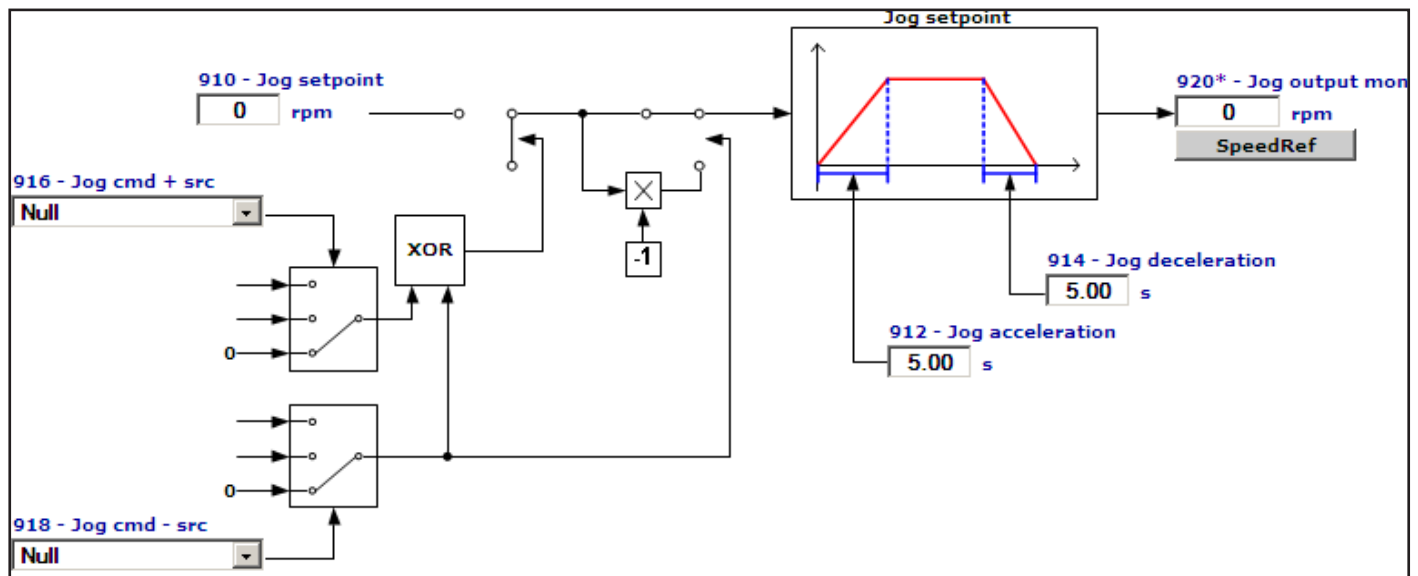 Jog setpoint
910 - Jog setpoint
0 rpm
920* - Jog output mon
0 rpm
SpeedRef
916 - Jog cmd + src
Null
XOR
-1
0
914 - Jog deceleration
5.00 s
912 - Jog acceleration
5.00 s
0
918 - Jog cmd - src
Null